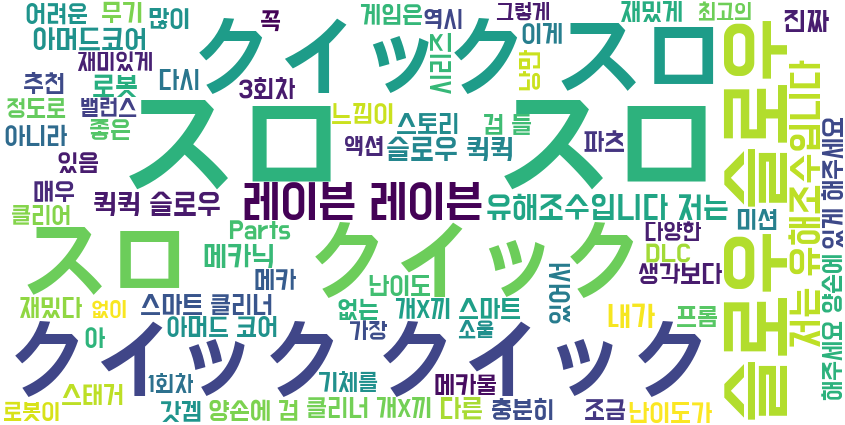 어려운 무기 많이 꼭 게임은 역시 그렇게 재밌게 최고의 진짜
아머드코어 이게
재미있게 クイック スロ 시리즈 낭만
추천 로봇 다시 3회차
정도로 밸런스 느낌이
아니라 좋은 スロ スロ 스토리 검 들
액션 슬로우 퀵퀵 파츠
있음
매우 퀵퀵 슬로우 레이븐 레이븐 유해조수입니다 저는
클리어 미션
Parts 다양한
スロ クイック 메카닉 DLC
메카 난이도 생각보다
재밌다 없이 스마트 클리너 없는 개X끼 스마트 있어서 내가 프롬
아 아머드 코어 가장 소울
クイック クイック
1회차 기체를 메카물
로봇이 스태거 갓겜 양손에 검 클리너 개X끼 다른 충분히 조금 난이도가
슬로우 슬로우
저는 유해조수입니다
해주세요 양손에
있게 해주세요